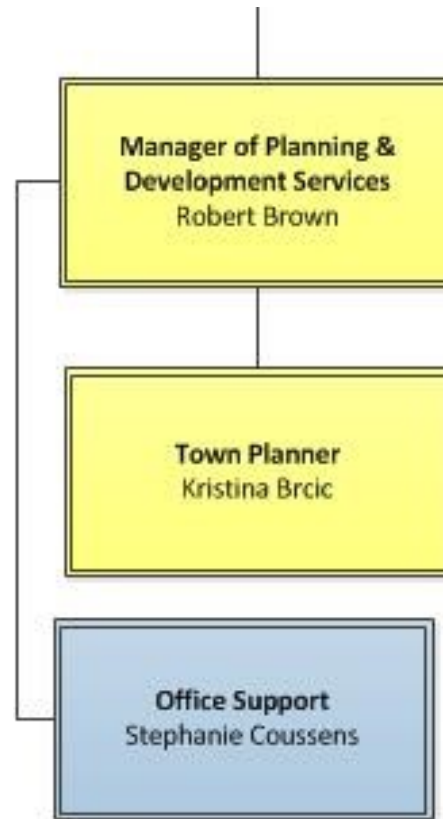 Manager of Planning &
Development Services
Robert Brown
Town Planner
Kristina Brcic
Office Support
Stephanie Coussens